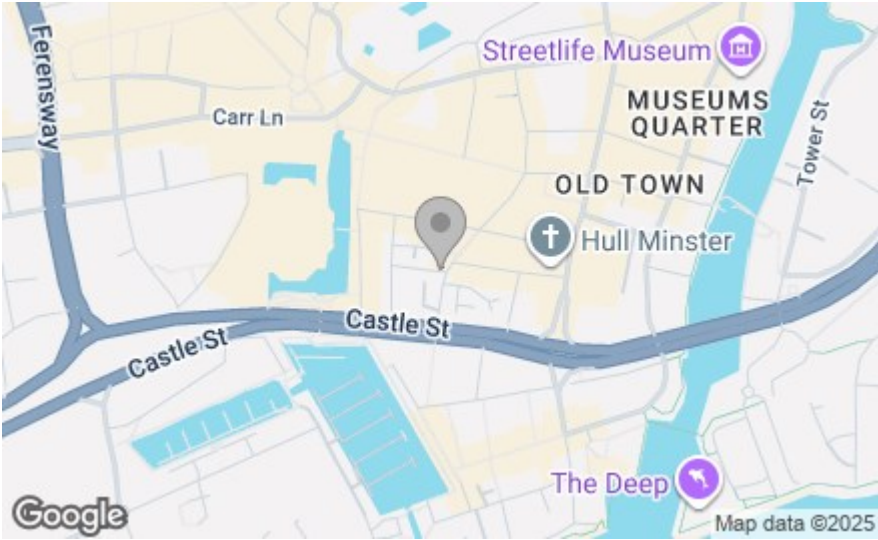 Ferensway
Streetlife Museum
MUSEUMS
QUARTER
Carr Ln
Tower St
OLD TOWN
Hull Minster
Castle St
Castle St
The Deep
Google
Map data ©2025